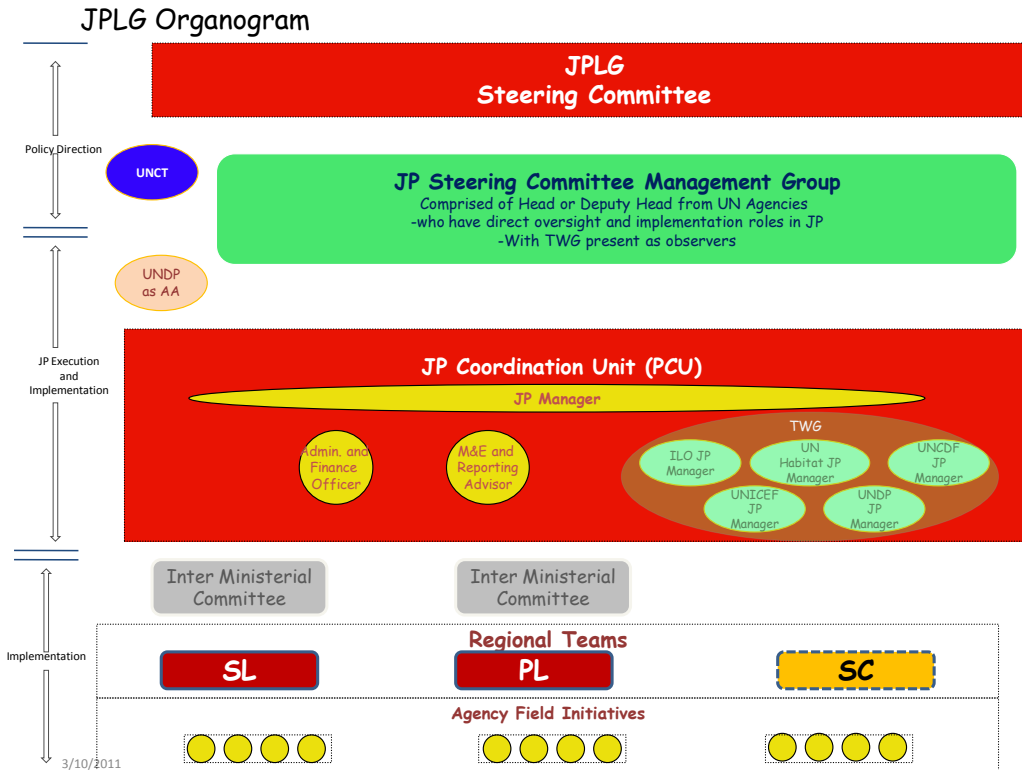 JPLG Organogram
JPLG
Steering Committee
Policy Direction
UNCT
JP Steering Committee Management Group
Comprised of Head or Deputy Head from UN Agencies
-who have direct oversight and implementation roles in JP
-With TWG present as observers
UNDP
as AA
JP Execution
and
Implementation
JP Coordination Unit (PCU)
JP Manager
Admin. and
Finance
Officer
M&E and
Reporting
Advisor
TWG
ILO JP
Manager
UN
Habitat JP
Manager
UNCDF
JP
Manager
UNICEF
JP
Manager
UNDP
JP
Manager
Inter Ministerial
Committee
Inter Ministerial
Committee
Implementation
Regional Teams
SL
PL
SC
Agency Field Initiatives
3/10/2011